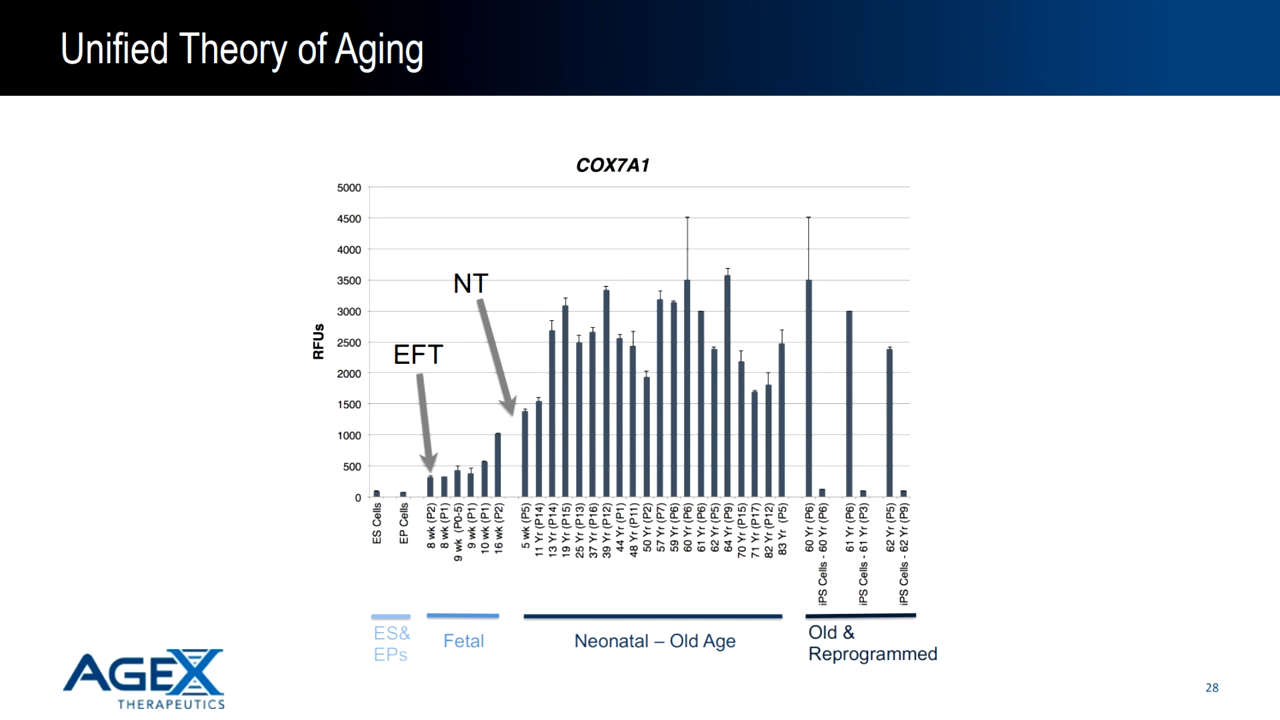 Unified Theory of Aging
COX7A1
5000
4500
4000
3500
3000
2500
2000
1500
1000
500
0
RFUs
NT
EFT
ES Cells
EP Cells
8 wk (P2)
8 wk (P1)
9 wk (P0-5)
9 wk (P1)
10 wk (P1)
16 wk (P2)
5 wk (P5)
11 Yr (P14)
13 Yr (P14)
19 Yr (P15)
25 Yr (P13)
37 Yr (P16)
39 Yr (P12)
44 Yr (P1)
48 Yr (P11)
50 Yr (P2)
57 Yr (P7)
59 Yr (P6)
60 Yr (P6)
61 Yr (P6)
62 Yr (P5)
64 Yr (P9)
70 Yr (P15)
71 Yr (P17)
82 Yr (P12)
83 Yr (P5)
60 Yr (P6)
iPS Cells - 60 Yr (P6)
61 Yr (P6)
iPS Cells - 61 Yr (P3)
62 Yr (P5)
iPS Cells - 62 Yr (P9)
ES&
EPs
Fetal
Neonatal – Old Age
Old &
Reprogrammed
AGEX
THERAPEUTICS
28